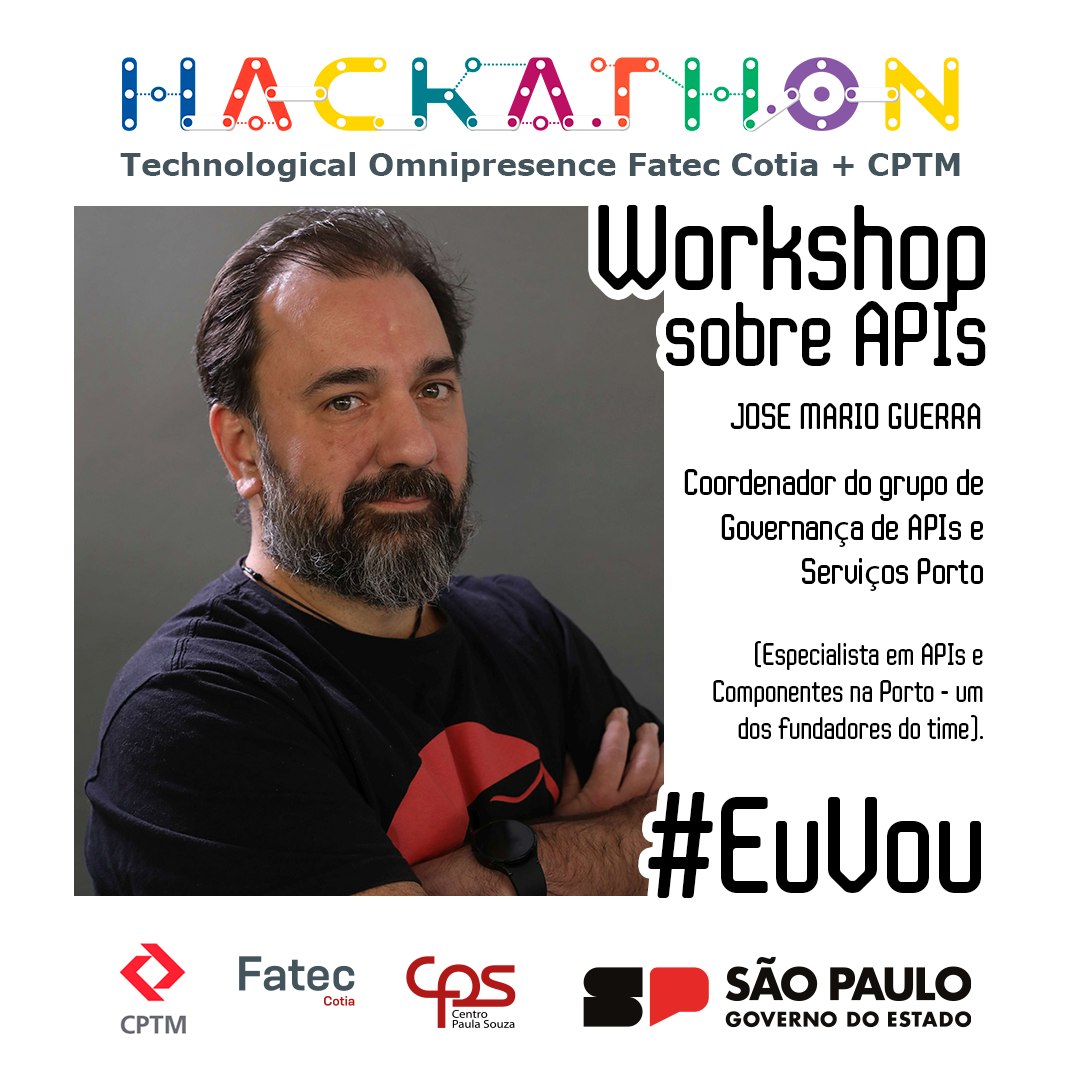 HACKATHON
Technological Omnipresence Fatec Cotia + CPTM
Workshop
sobre APIs
JOSE MARIO GUERRA
Coordenador do grupo de
Governança de APIs e
Serviços Porto
(Especialista em APIs e
Componentes na Porto - um
dos fundadores do time).
#EuVou
CPTM
Fatec
Cotia
CPS
Centro
Paula Souza
SP
SÃO PAULO
GOVERNO DO ESTADO